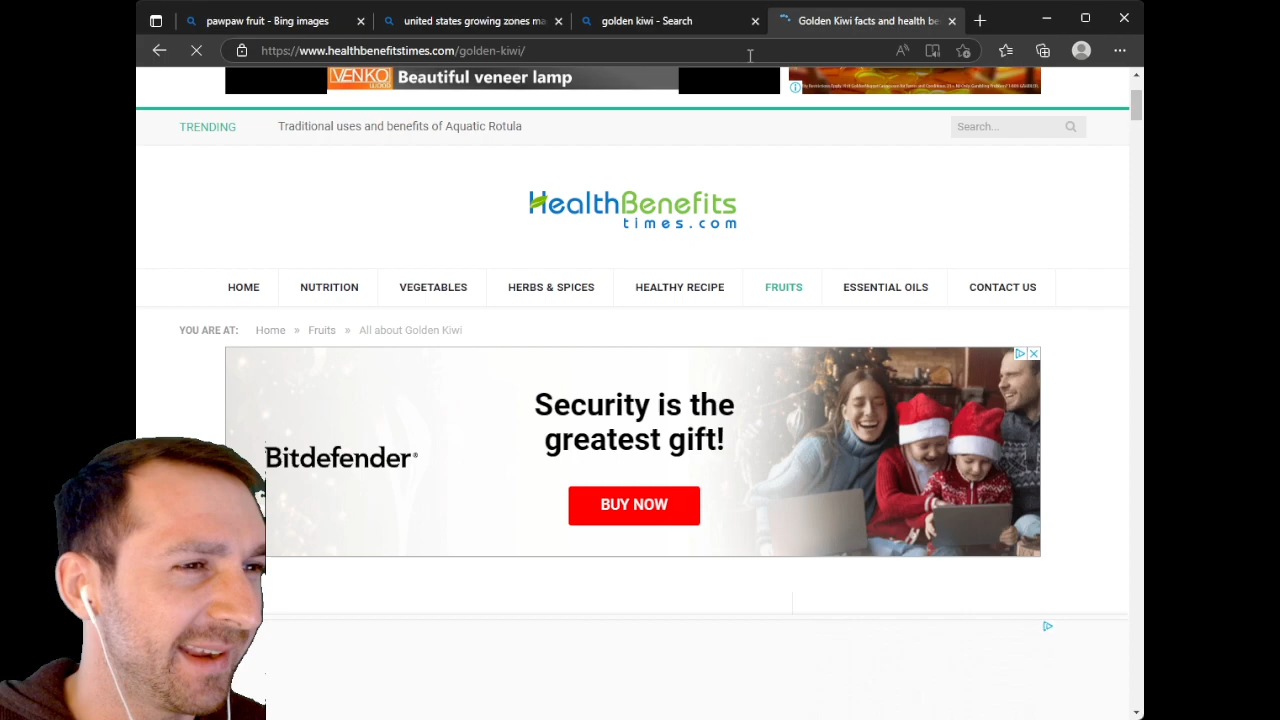 pawpaw fruit - Bing images
united states growing zones ma
golden kiwi - Search
Golden Kiwi facts and health be
https://www.healthbenefitstimes.com/golden-kiwi/
VENKO
WOOD
Beautiful veneer lamp
TRENDING
Traditional uses and benefits of Aquatic Rotula
Search...
HealthBenefits
times.com
HOME
NUTRITION
VEGETABLES
HERBS & SPICES
HEALTHY RECIPE
FRUITS
ESSENTIAL OILS
CONTACT US
YOU ARE AT: Home » Fruits » All about Golden Kiwi
Bitdefender
Security is the
greatest gift!
BUY NOW